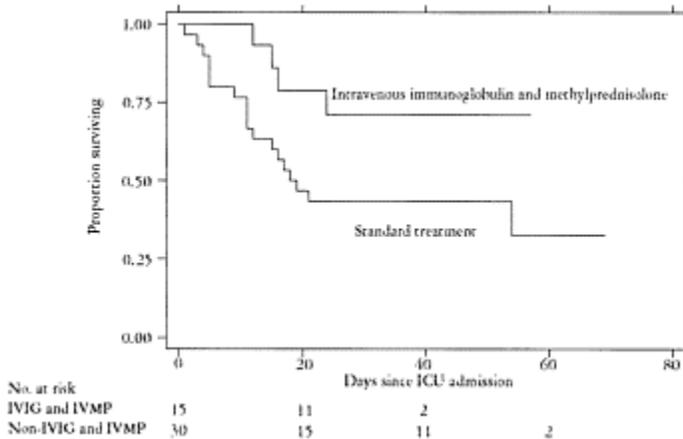 1.00
Intravenous immunoglobulin and methylprednisolone
0.75
Proportion surviving
0.50
Standard treatment
0.25
0.00
0 20 40 60 80
Days since ICU admission
No. at risk
IVIG and IVMP 15 11 2
Non-IVIG and IVMP 30 15 11 2